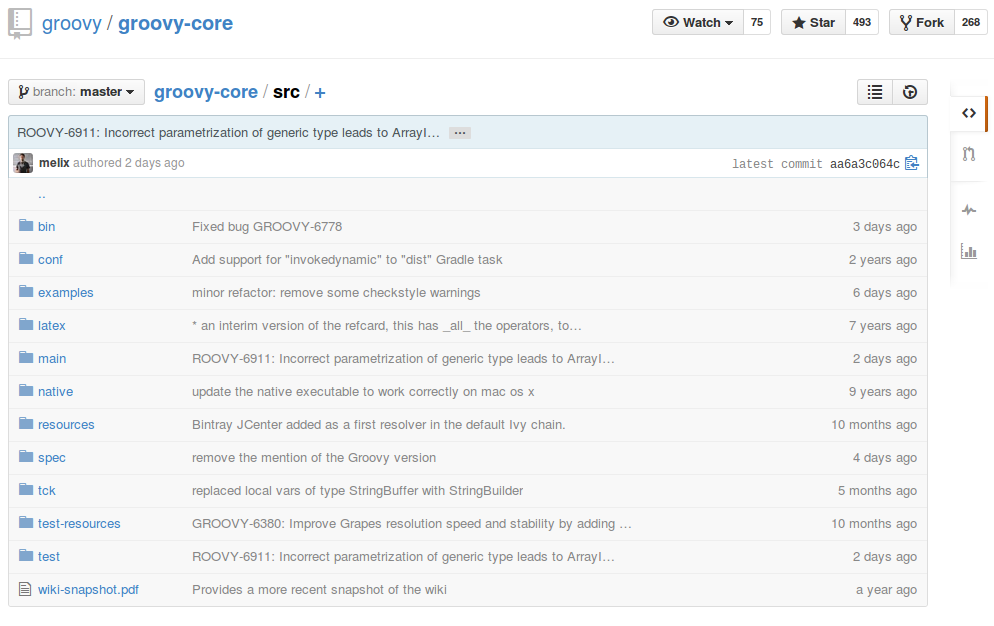 groovy / groovy-core
Watch 75 Star 493 Fork 268
branch: master groovy-core / src / +
ROOVY-6911: Incorrect parametrization of generic type leads to ArrayI… …
melix authored 2 days ago latest commit aa6a3c064c
..
bin Fixed bug GROOVY-6778 3 days ago
conf Add support for "invokedynamic" to "dist" Gradle task 2 years ago
examples minor refactor: remove some checkstyle warnings 6 days ago
latex * an interim version of the refcard, this has _all_ the operators, to… 7 years ago
main ROOVY-6911: Incorrect parametrization of generic type leads to ArrayI… 2 days ago
native update the native executable to work correctly on mac os x 9 years ago
resources Bintray JCenter added as a first resolver in the default Ivy chain. 10 months ago
spec remove the mention of the Groovy version 4 days ago
tck replaced local vars of type StringBuffer with StringBuilder 5 months ago
test-resources GROOVY-6380: Improve Grapes resolution speed and stability by adding … 10 months ago
test ROOVY-6911: Incorrect parametrization of generic type leads to ArrayI… 2 days ago
wiki-snapshot.pdf Provides a more recent snapshot of the wiki a year ago